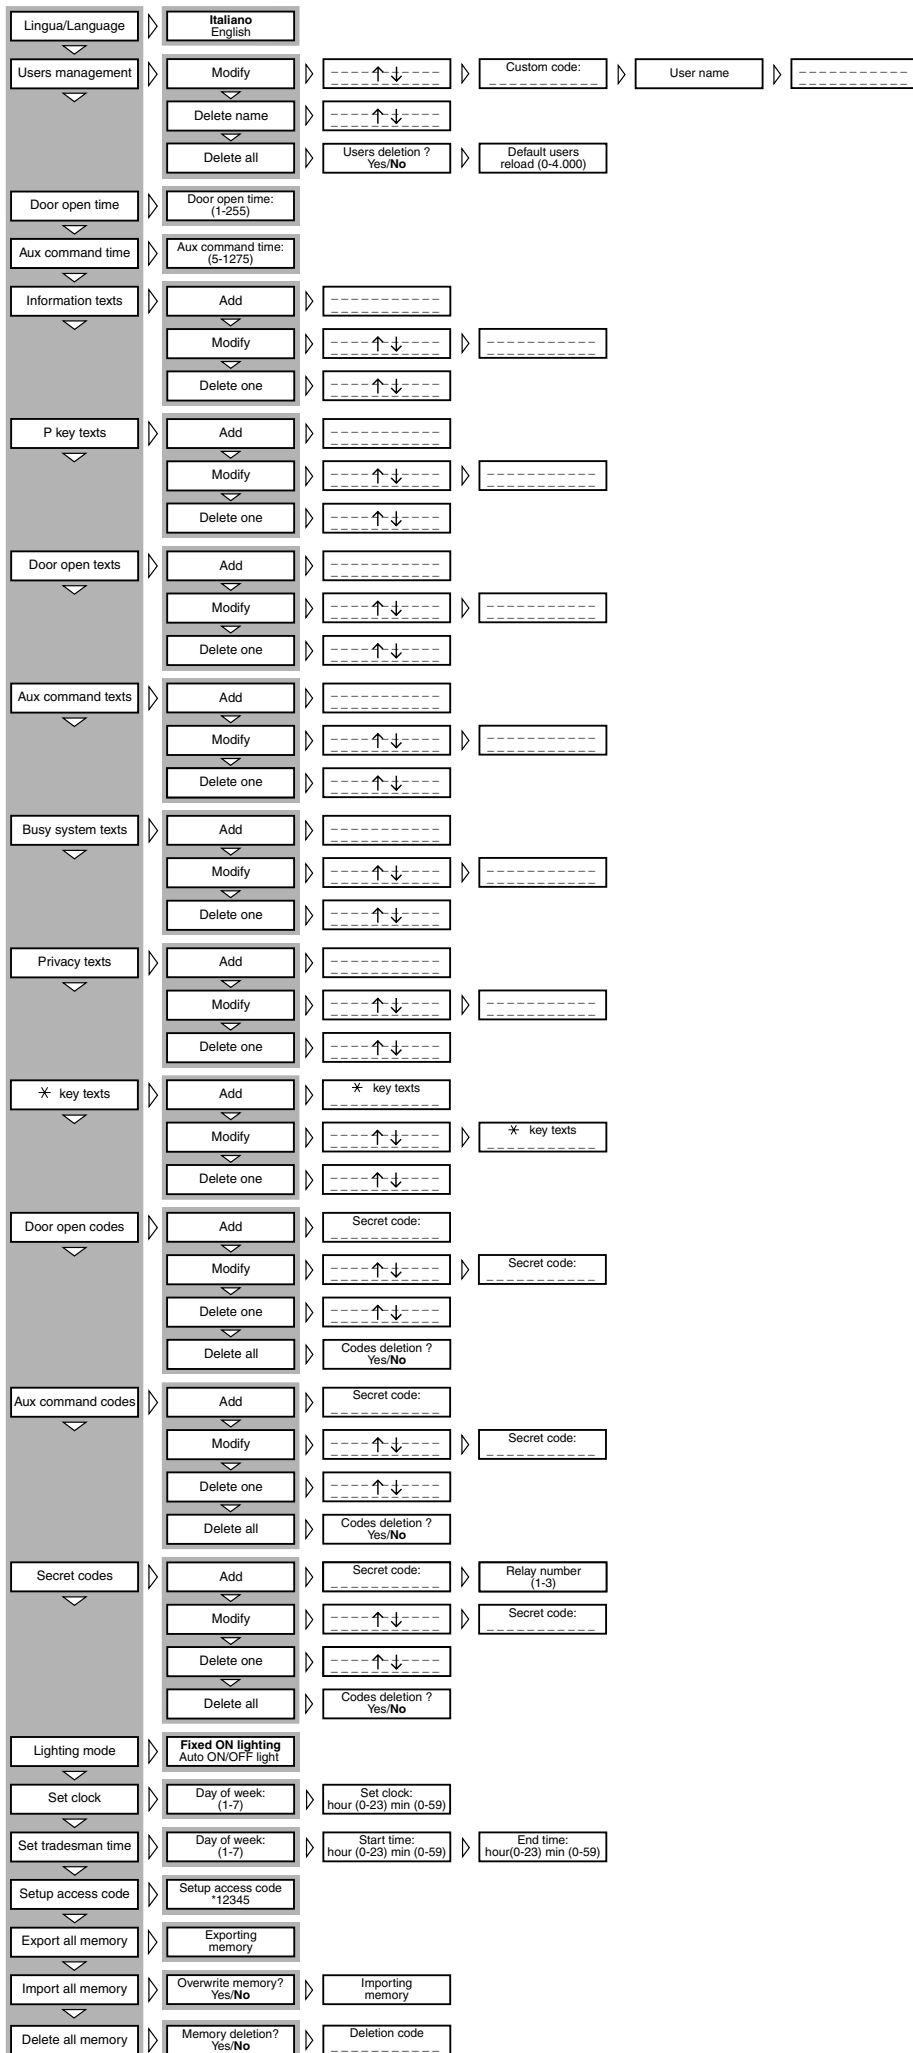 Lingua/Language
Italiano
English
Users management
Modify
Custom code:
User name
Delete name
Delete all
Users deletion ?
Yes/No
Default users
reload (0-4.000)
Door open time
Door open time:
(1-255)
Aux command time
Aux command time:
(5-1275)
Information texts
Add
Modify
Delete one
P key texts
Add
Modify
Delete one
Door open texts
Add
Modify
Delete one
Aux command texts
Add
Modify
Delete one
Busy system texts
Add
Modify
Delete one
Privacy texts
Add
Modify
Delete one
* key texts
Add
* key texts
Modify
* key texts
Delete one
Door open codes
Add
Secret code:
Modify
Secret code:
Delete one
Delete all
Codes deletion ?
Yes/No
Aux command codes
Add
Secret code:
Modify
Secret code:
Delete one
Delete all
Codes deletion ?
Yes/No
Secret codes
Add
Secret code:
Relay number
(1-3)
Modify
Secret code:
Delete one
Delete all
Codes deletion ?
Yes/No
Lighting mode
Fixed ON lighting
Auto ON/OFF light
Set clock
Day of week:
(1-7)
Set clock:
hour (0-23) min (0-59)
Set tradesman time
Day of week:
(1-7)
Start time:
hour (0-23) min (0-59)
End time:
hour(0-23) min (0-59)
Setup access code
Setup access code
*12345
Export all memory
Exporting
memory
Import all memory
Overwrite memory?
Yes/No
Importing
memory
Delete all memory
Memory deletion?
Yes/No
Deletion code